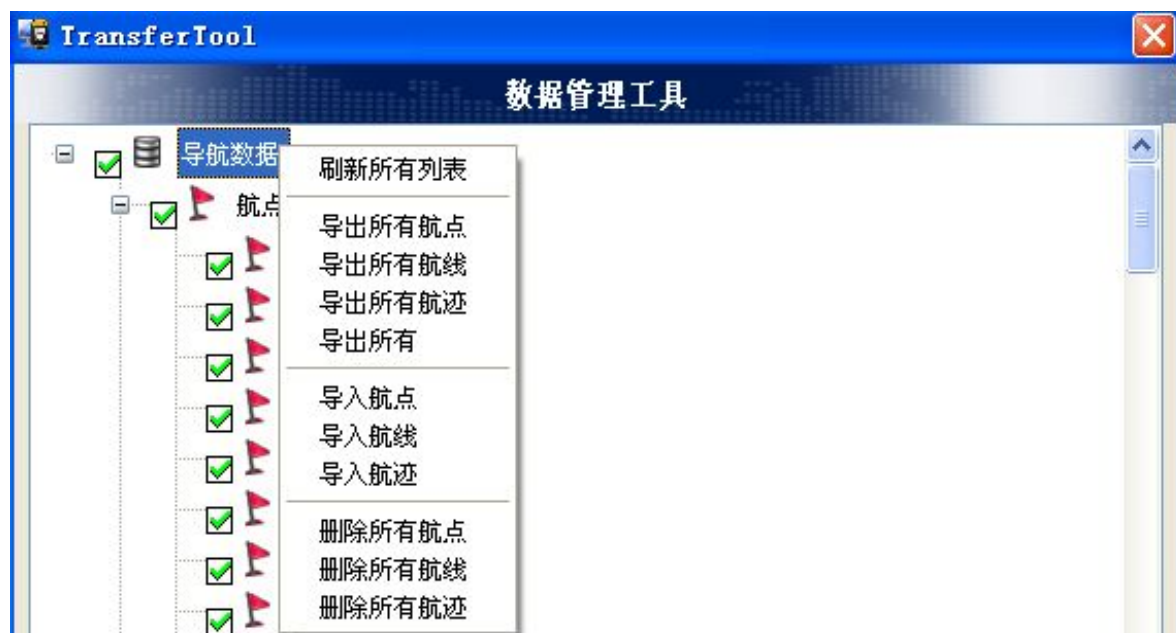 TransferTool
数据管理工具
导航数据
航点
刷新所有列表
导出所有航点
导出所有航线
导出所有航迹
导出所有
导入航点
导入航线
导入航迹
删除所有航点
删除所有航线
删除所有航迹